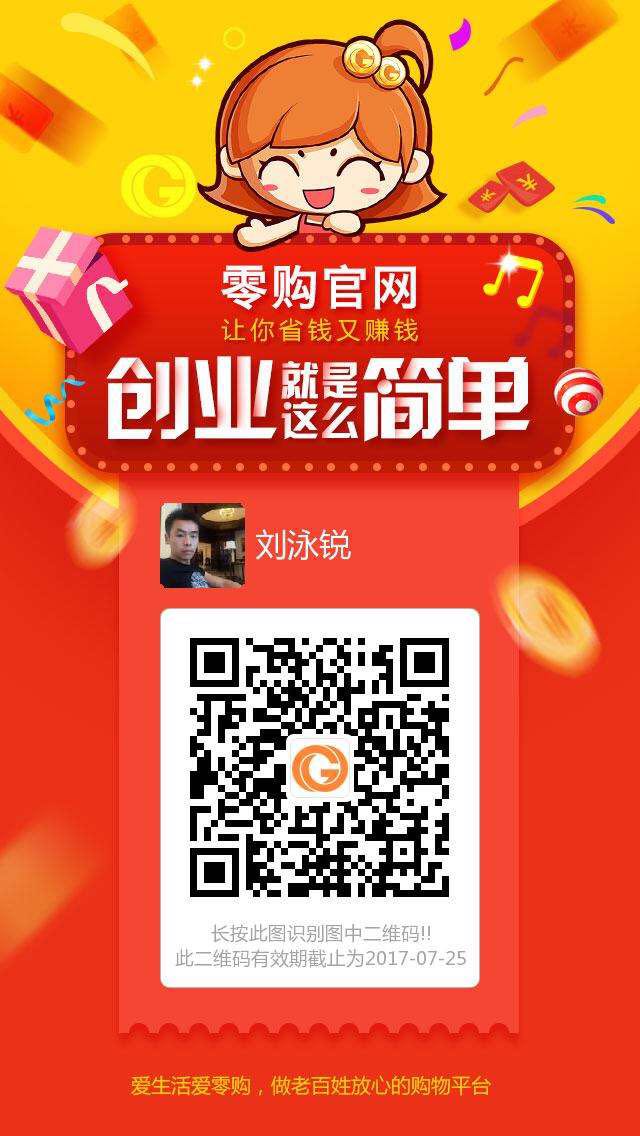 零购官网
让你省钱又赚钱
创业就是这么简单
刘泳锐
长按此图识别图中二维码!!
此二维码有效期截止为2017-07-25
爱生活爱零购，做老百姓放心的购物平台